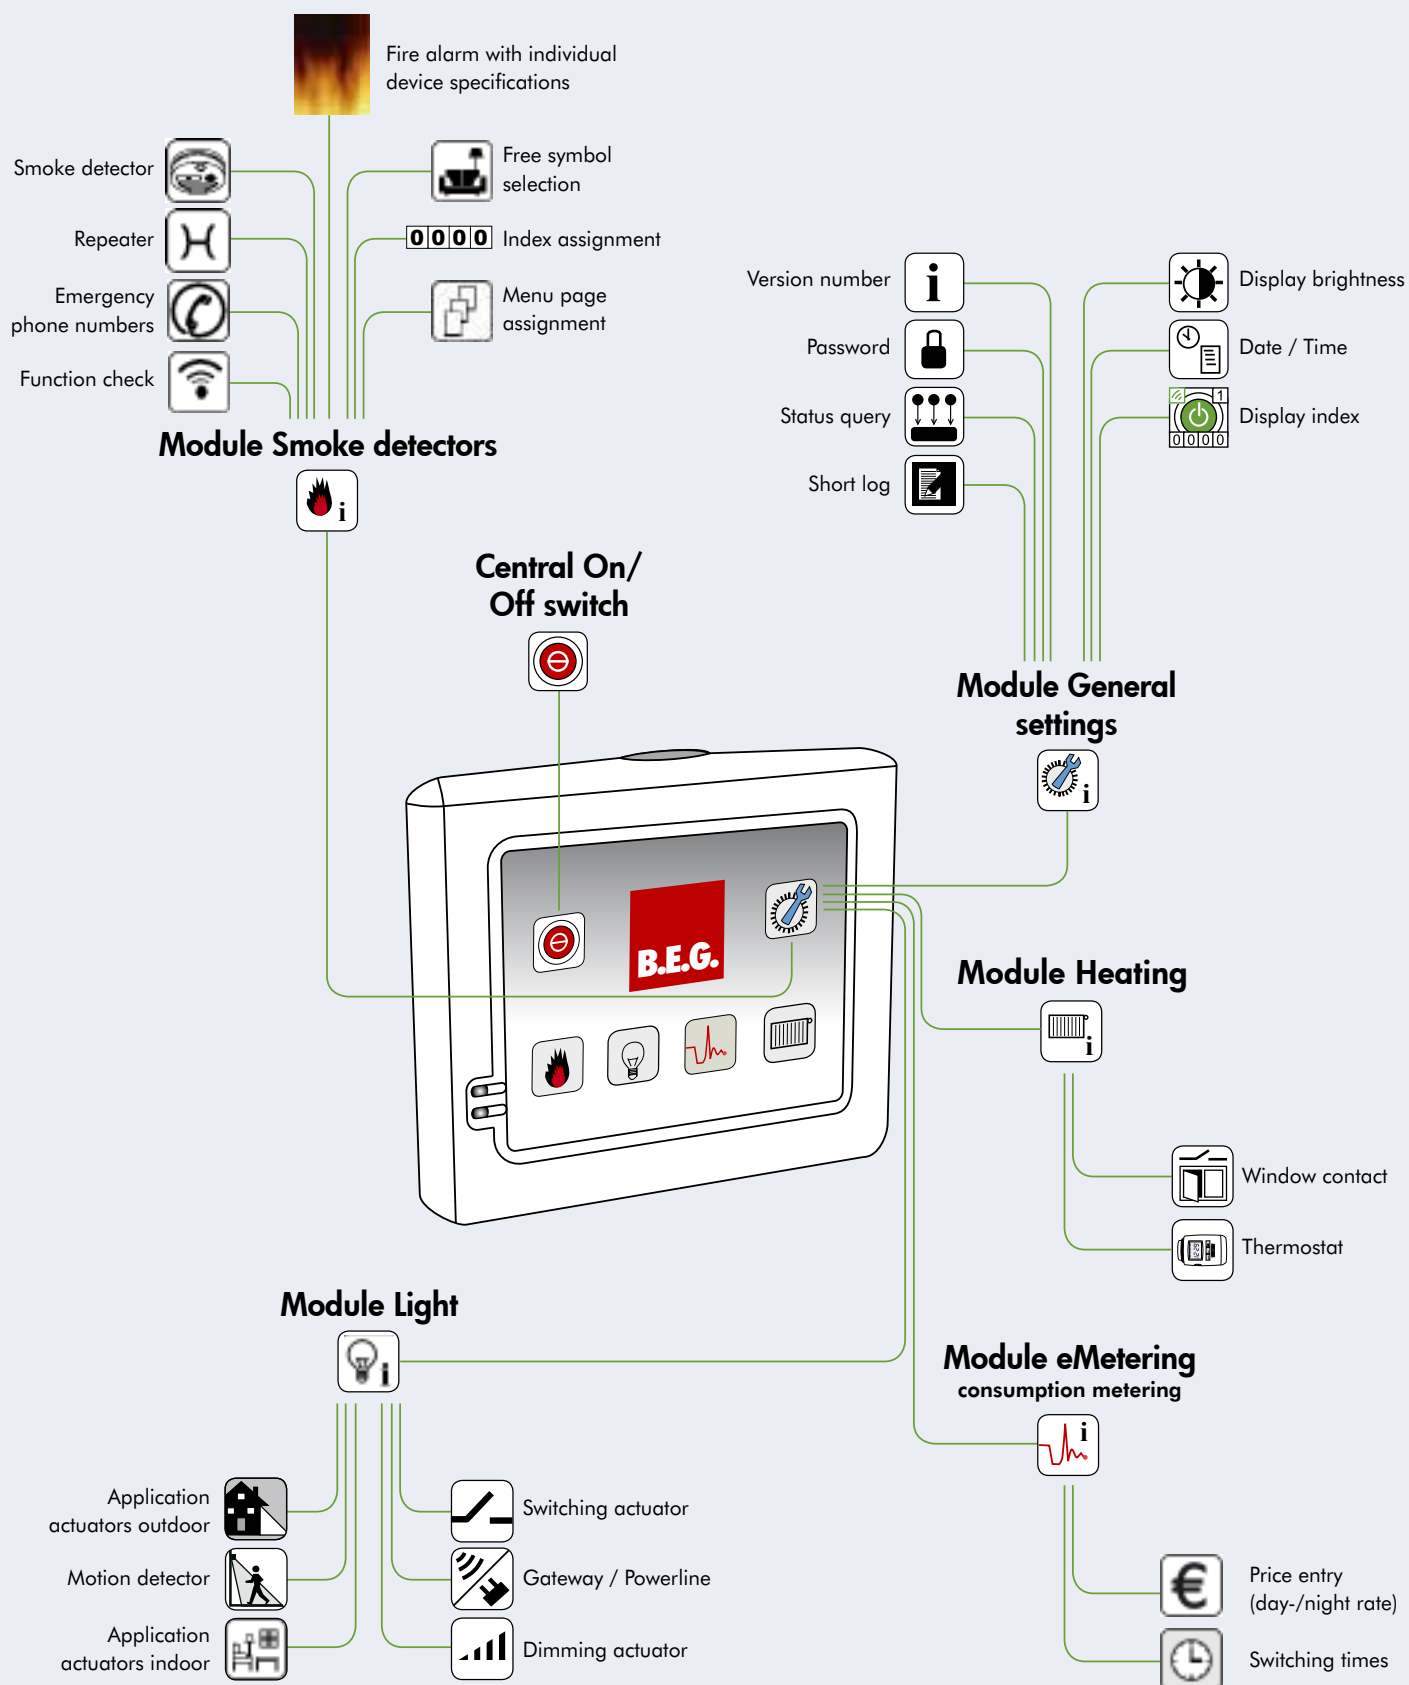 Fire alarm with individual
device specifications
Smoke detector
Repeater
Emergency
phone numbers
Function check
Free symbol
selection
0000 Index assignment
Menu page
assignment
Module Smoke detectors
i
Version number
i
Password
Status query
Short log
Display brightness
Date / Time
1
0000
Display index
Central On/
Off switch
Module General
settings
i
B.E.G.
Module Heating
i
Window contact
Thermostat
Module Light
i
Application
actuators outdoor
Motion detector
Application
actuators indoor
Switching actuator
Gateway / Powerline
Dimming actuator
Module eMetering
consumption metering
i
€
Price entry
(day-/night rate)
Switching times